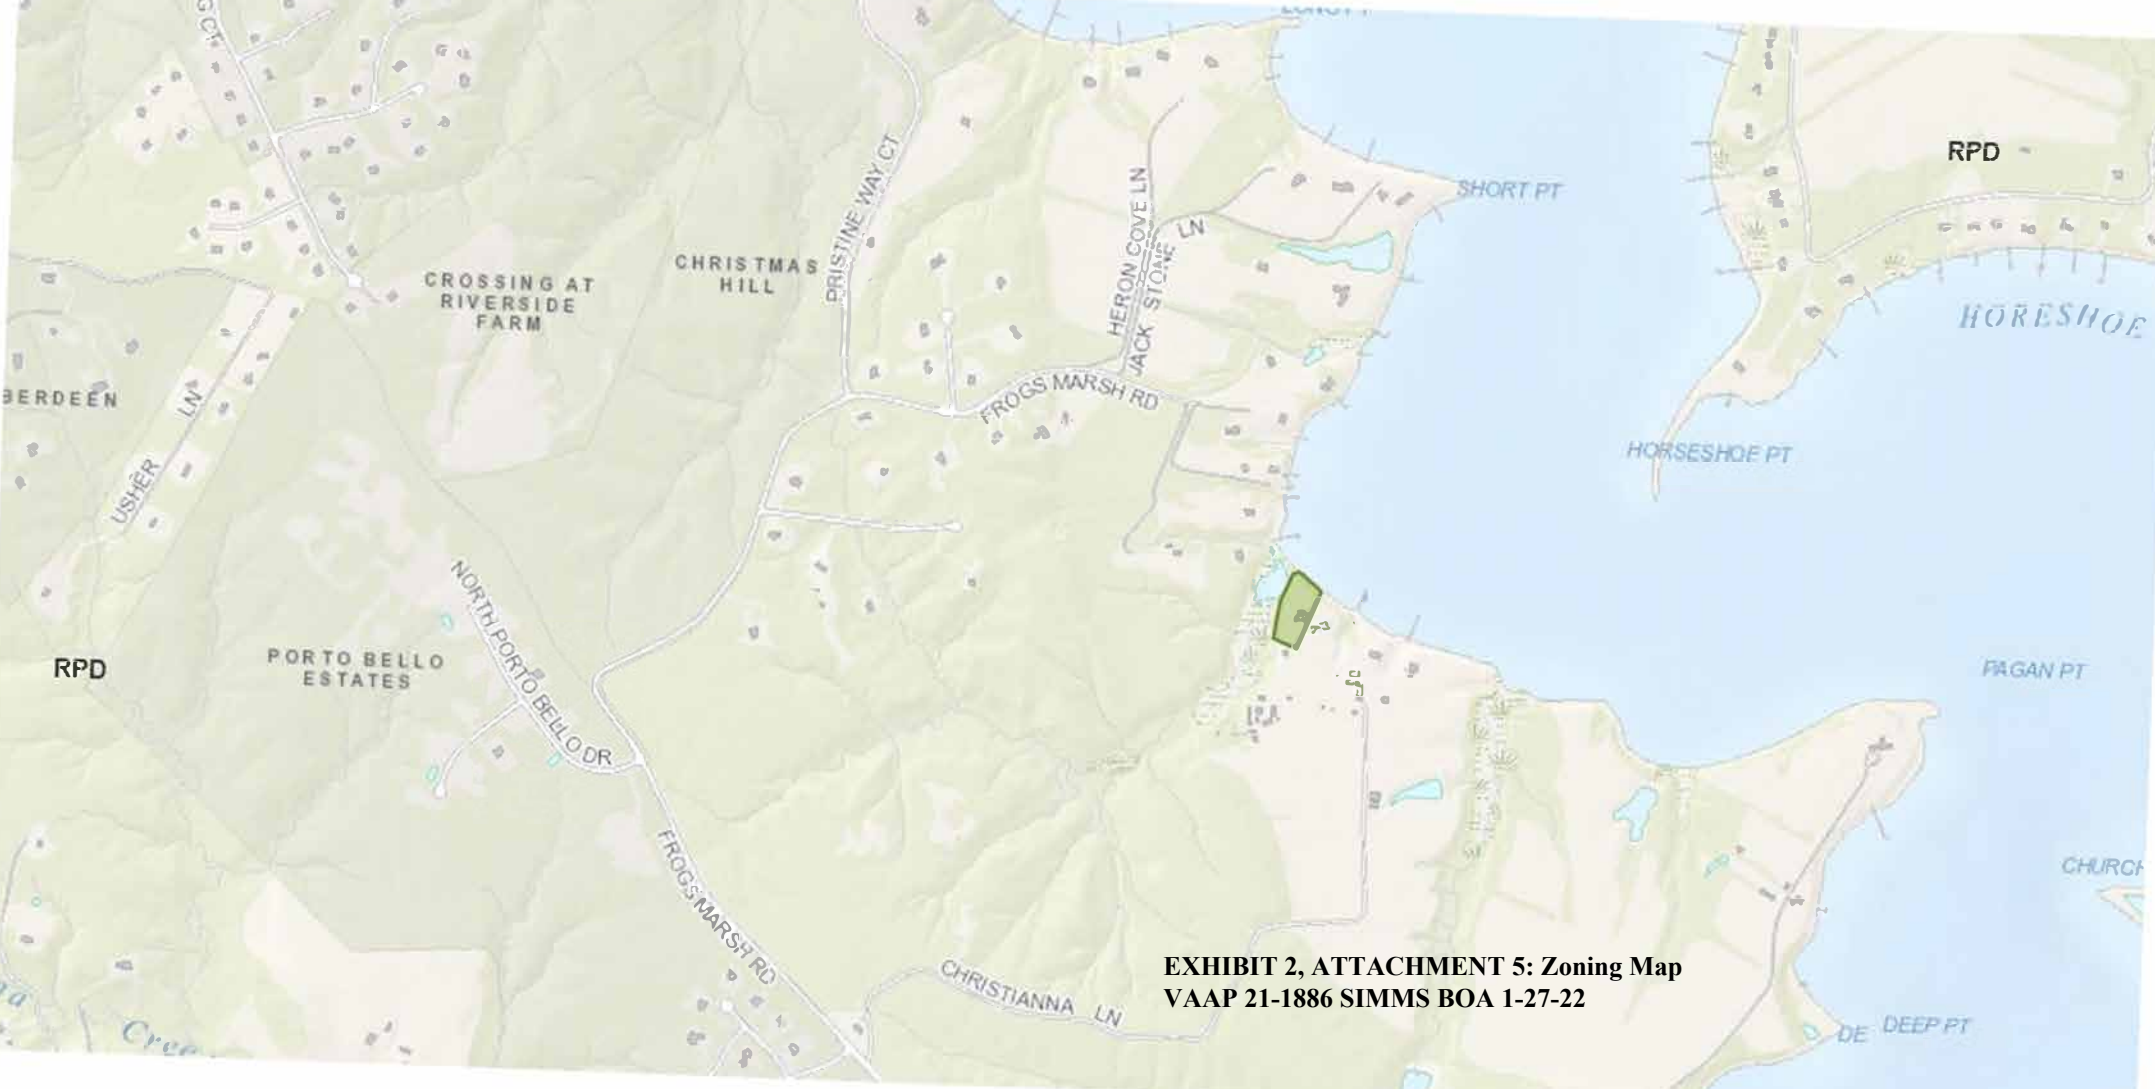 G CT
RPD
SHORT PT
PRISTINE WAY CT
HERON COVE LN
JACK STONE LN
CHRISTMAS
HILL
CROSSING AT
RIVERSIDE
FARM
HORESHOE
BERDEEN
USHER LN
FROGS MARSH RD
HORSESHOE PT
NORTH PORTO BELLO DR
PORTO BELLO
ESTATES
RPD
PAGAN PT
FROGS MARSH RD
CHURCH
CHRISTIANNA LN
EXHIBIT 2, ATTACHMENT 5: Zoning Map
VAAP 21-1886 SIMMS BOA 1-27-22
DE DEEP PT